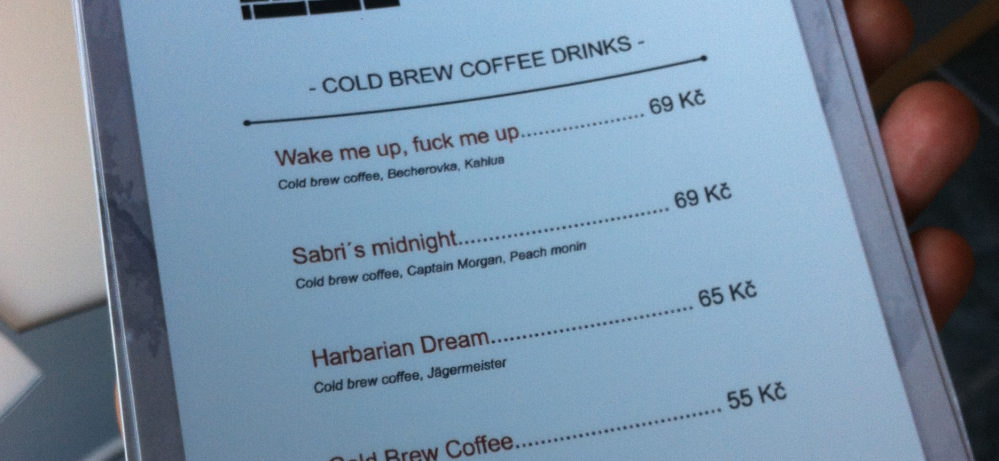 - COLD BREW COFFEE DRINKS -
Wake me up, fuck me up.................... 69 Kč
Cold brew coffee, Becherovka, Kahlua
Sabri´s midnight.................................. 69 Kč
Cold brew coffee, Captain Morgan, Peach monin
Harbarian Dream................................ 65 Kč
Cold brew coffee, Jägermeister
Cold Brew Coffee................................. 55 Kč